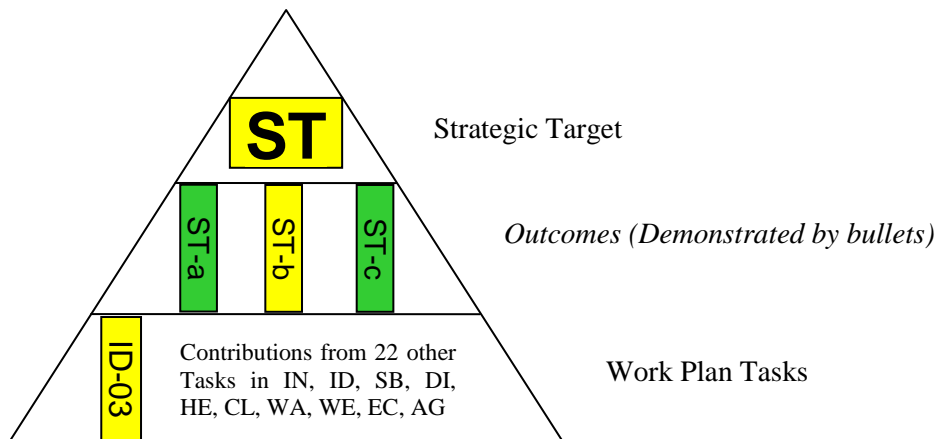 ST
Strategic Target
ST-a
ST-b
ST-c
Outcomes (Demonstrated by bullets)
ID-03
Contributions from 22 other
Tasks in IN, ID, SB, DI,
HE, CL, WA, WE, EC, AG
Work Plan Tasks